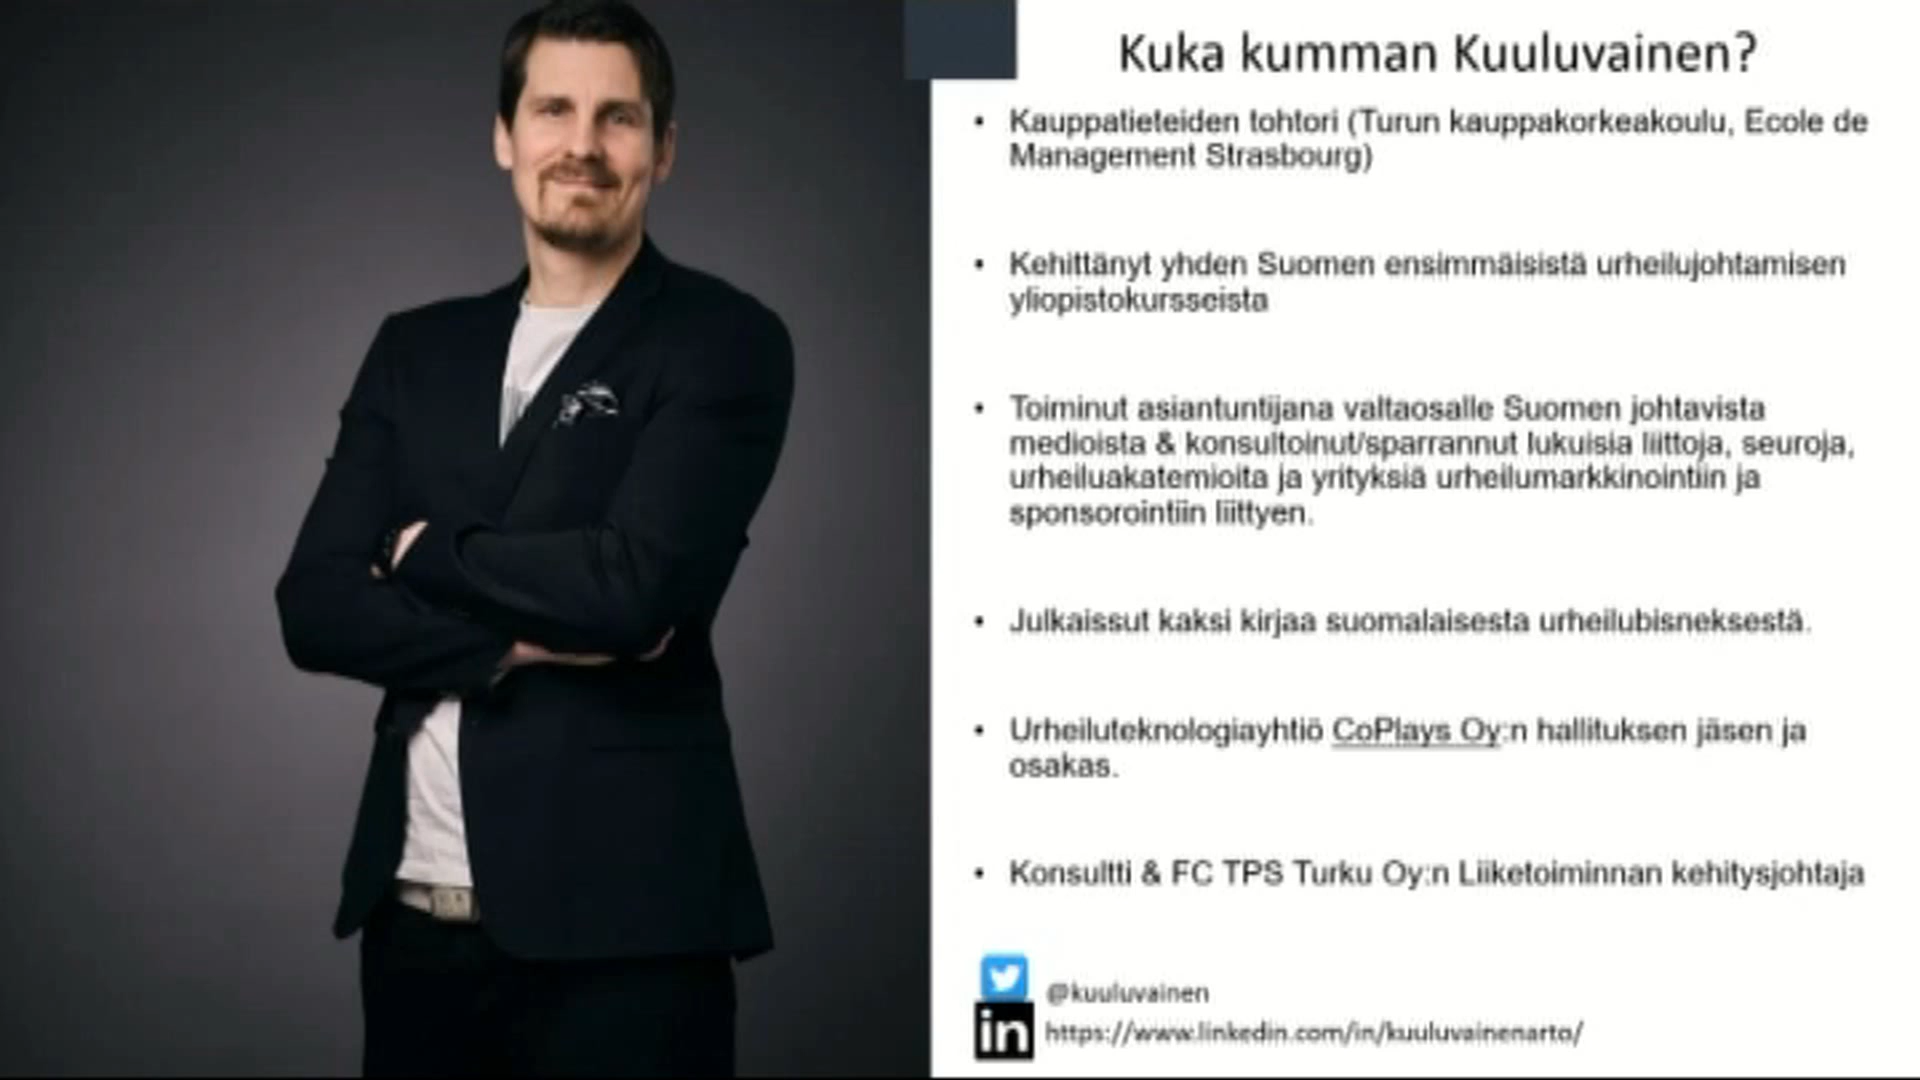 Kuka kumman Kuuluvainen?
• Kauppatieteiden tohtori (Turun kauppakorkeakoulu, Ecole de
Management Strasbourg)
• Kehittänyt yhden Suomen ensimmäisistä urheilujohtamisen
yliopistokursseista
• Toiminut asiantuntijana valtaosalle Suomen johtavista
medioista & konsultoinut/sparrannut lukuisia liittoja, seuroja,
urheiluakatemioita ja yrityksiä urheilumarkkinointiin ja
sponsorointiin liittyen.
• Julkaissut kaksi kirjaa suomalaisesta urheilubisneksestä.
• Urheiluteknologiayhtiö CoPlays Oy:n hallituksen jäsen ja
osakas.
• Konsultti & FC TPS Turku Oy:n Liiketoiminnan kehitysjohtaja
@kuuluvainen
in https://www.linkedin.com/in/kuuluvainenarto/